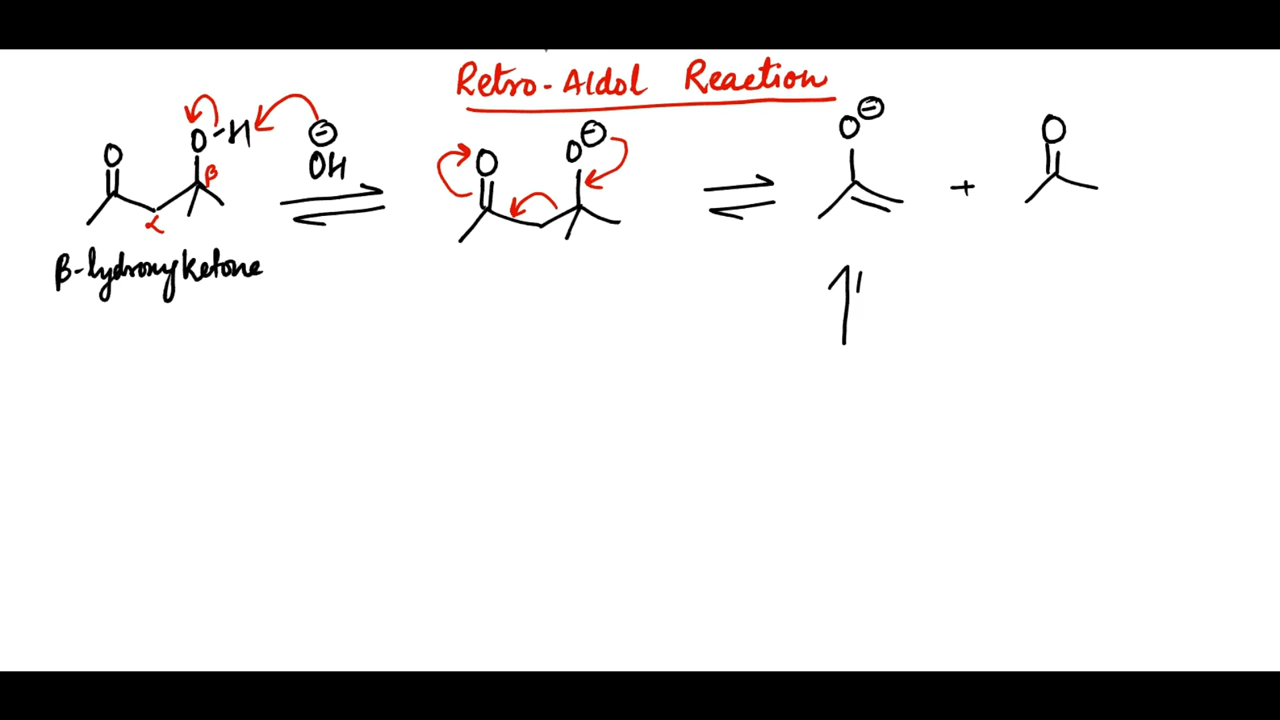 Retro-Aldol Reaction
O-H
⊖
OH
O
β
α
O
O⊖
O⊖
+
O
β-hydroxyketone